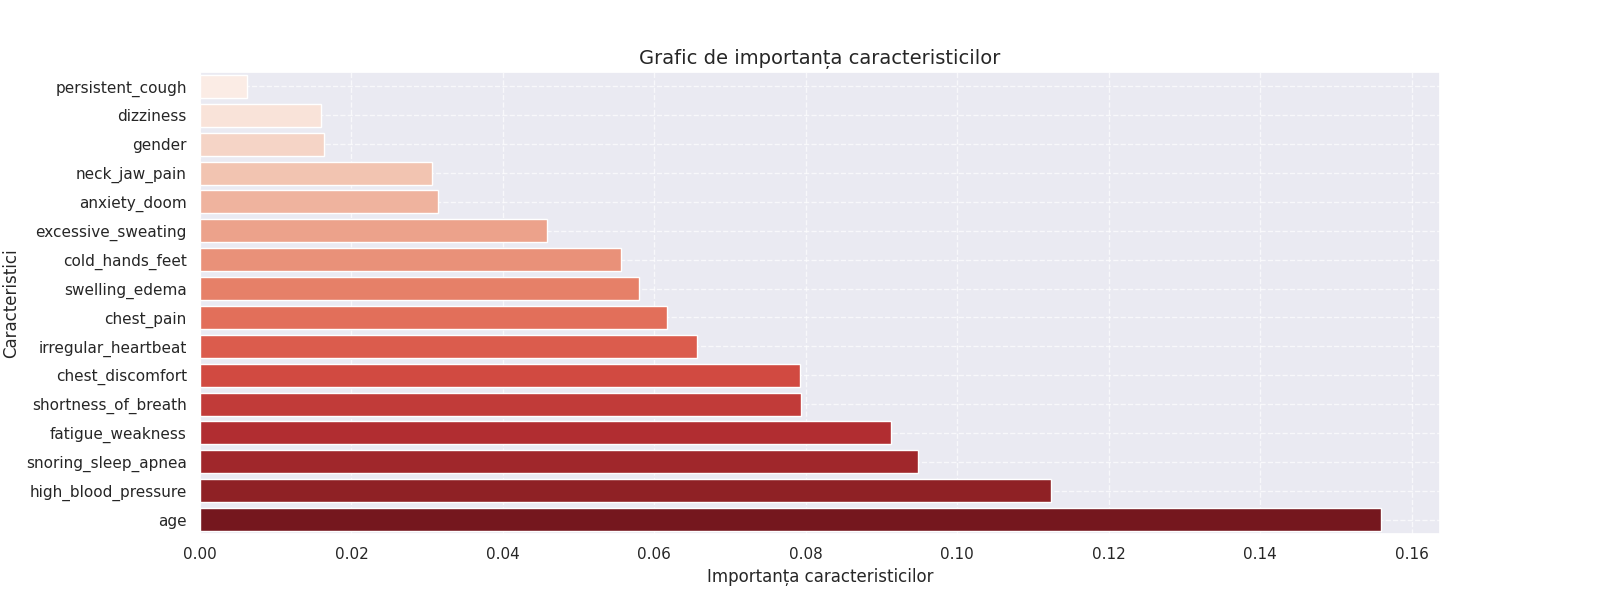 Grafic de importanța caracteristicilor
Caracteristici
persistent_cough
dizziness
gender
neck_jaw_pain
anxiety_doom
excessive_sweating
cold_hands_feet
swelling_edema
chest_pain
irregular_heartbeat
chest_discomfort
shortness_of_breath
fatigue_weakness
snoring_sleep_apnea
high_blood_pressure
age
0.00 0.02 0.04 0.06 0.08 0.10 0.12 0.14 0.16
Importanța caracteristicilor